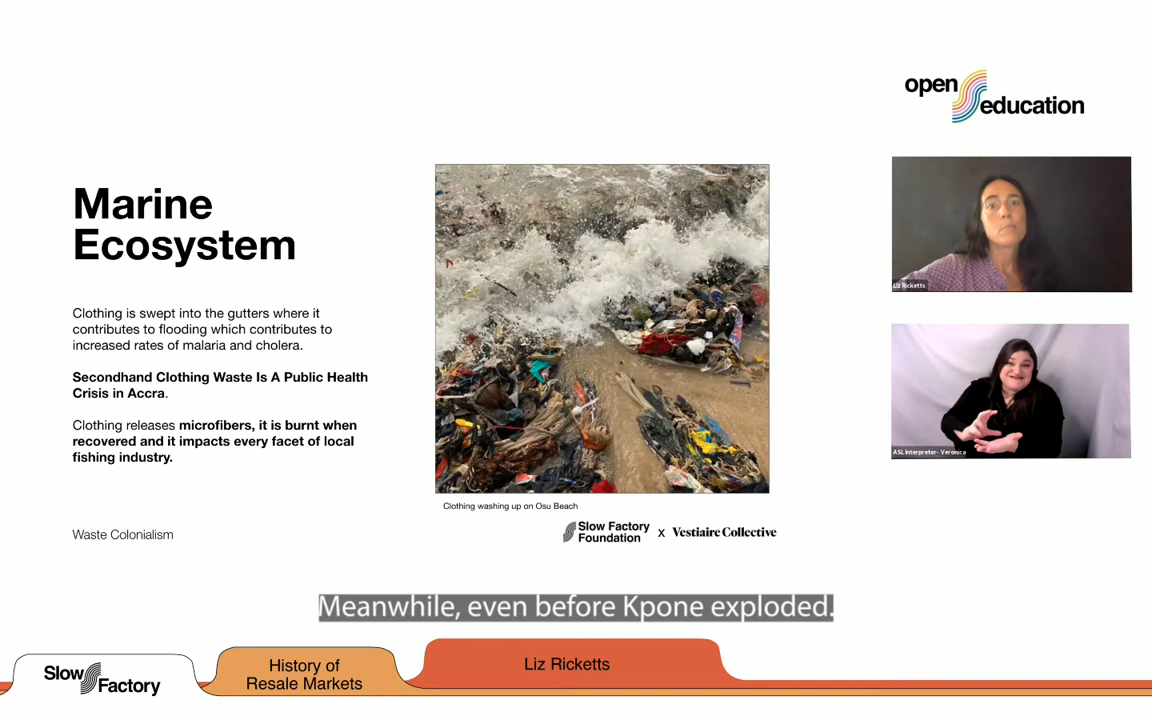 open education
Marine
Ecosystem
Clothing is swept into the gutters where it
contributes to flooding which contributes to
increased rates of malaria and cholera.
Secondhand Clothing Waste Is A Public Health
Crisis in Accra.
Clothing releases microfibers, it is burnt when
recovered and it impacts every facet of local
fishing industry.
Clothing washing up on Osu Beach
Waste Colonialism
Slow Factory
Foundation x Vestiaire Collective
Liz Ricketts
ASL Interpreter- Veronica
Meanwhile, even before Kpone exploded.
Slow Factory
History of
Resale Markets
Liz Ricketts